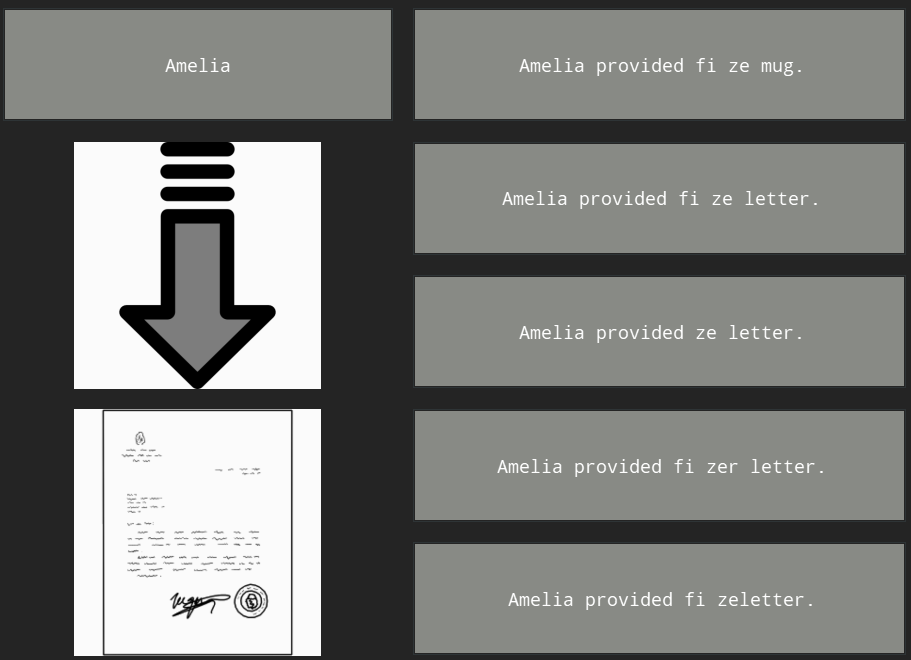 Amelia
Amelia provided fi ze mug.
Amelia provided fi ze letter.
Amelia provided ze letter.
Amelia provided fi zer letter.
Amelia provided fi zeletter.